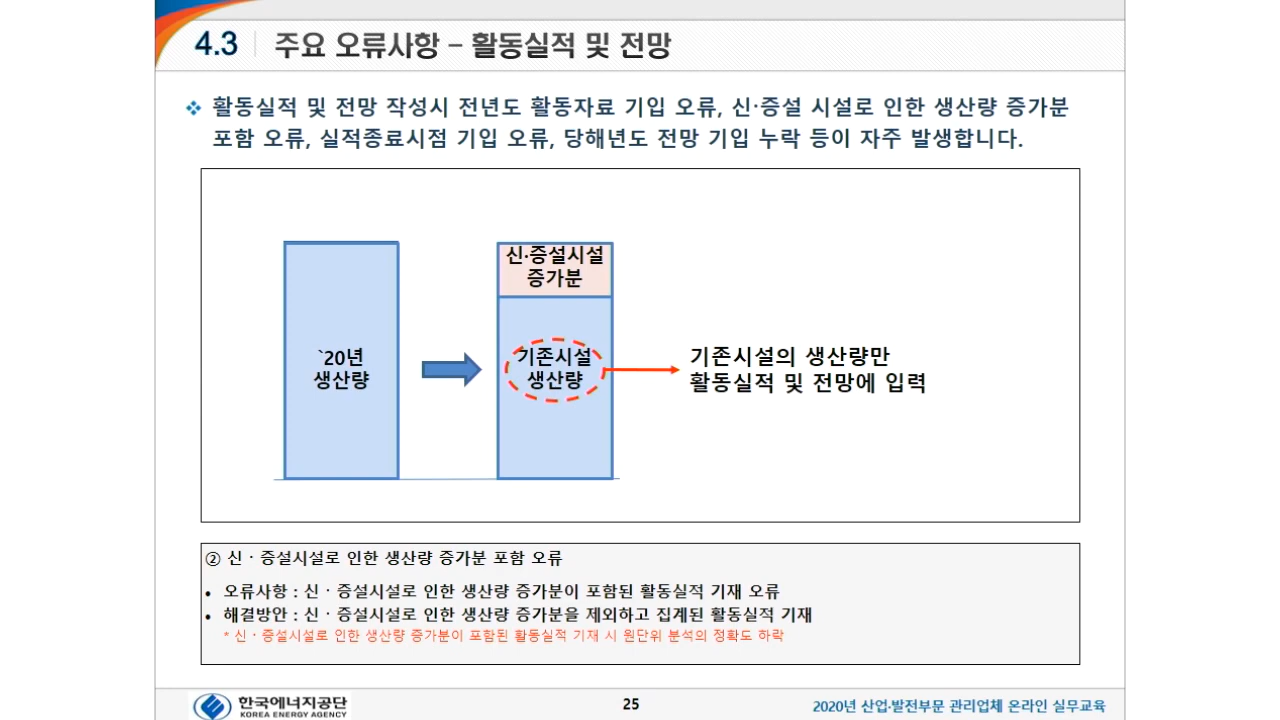 4.3 주요 오류사항 – 활동실적 및 전망
❖ 활동실적 및 전망 작성시 전년도 활동자료 기입 오류, 신·증설 시설로 인한 생산량 증가분
포함 오류, 실적종료시점 기입 오류, 당해년도 전망 기입 누락 등이 자주 발생합니다.
`20년
생산량
신·증설시설
증가분
기존시설
생산량
기존시설의 생산량만
활동실적 및 전망에 입력
② 신 · 증설시설로 인한 생산량 증가분 포함 오류
• 오류사항 : 신 · 증설시설로 인한 생산량 증가분이 포함된 활동실적 기재 오류
• 해결방안 : 신 · 증설시설로 인한 생산량 증가분을 제외하고 집계된 활동실적 기재
* 신 · 증설시설로 인한 생산량 증가분이 포함된 활동실적 기재 시 원단위 분석의 정확도 하락
한국에너지공단
KOREA ENERGY AGENCY
25
2020년 산업·발전부문 관리업체 온라인 실무교육